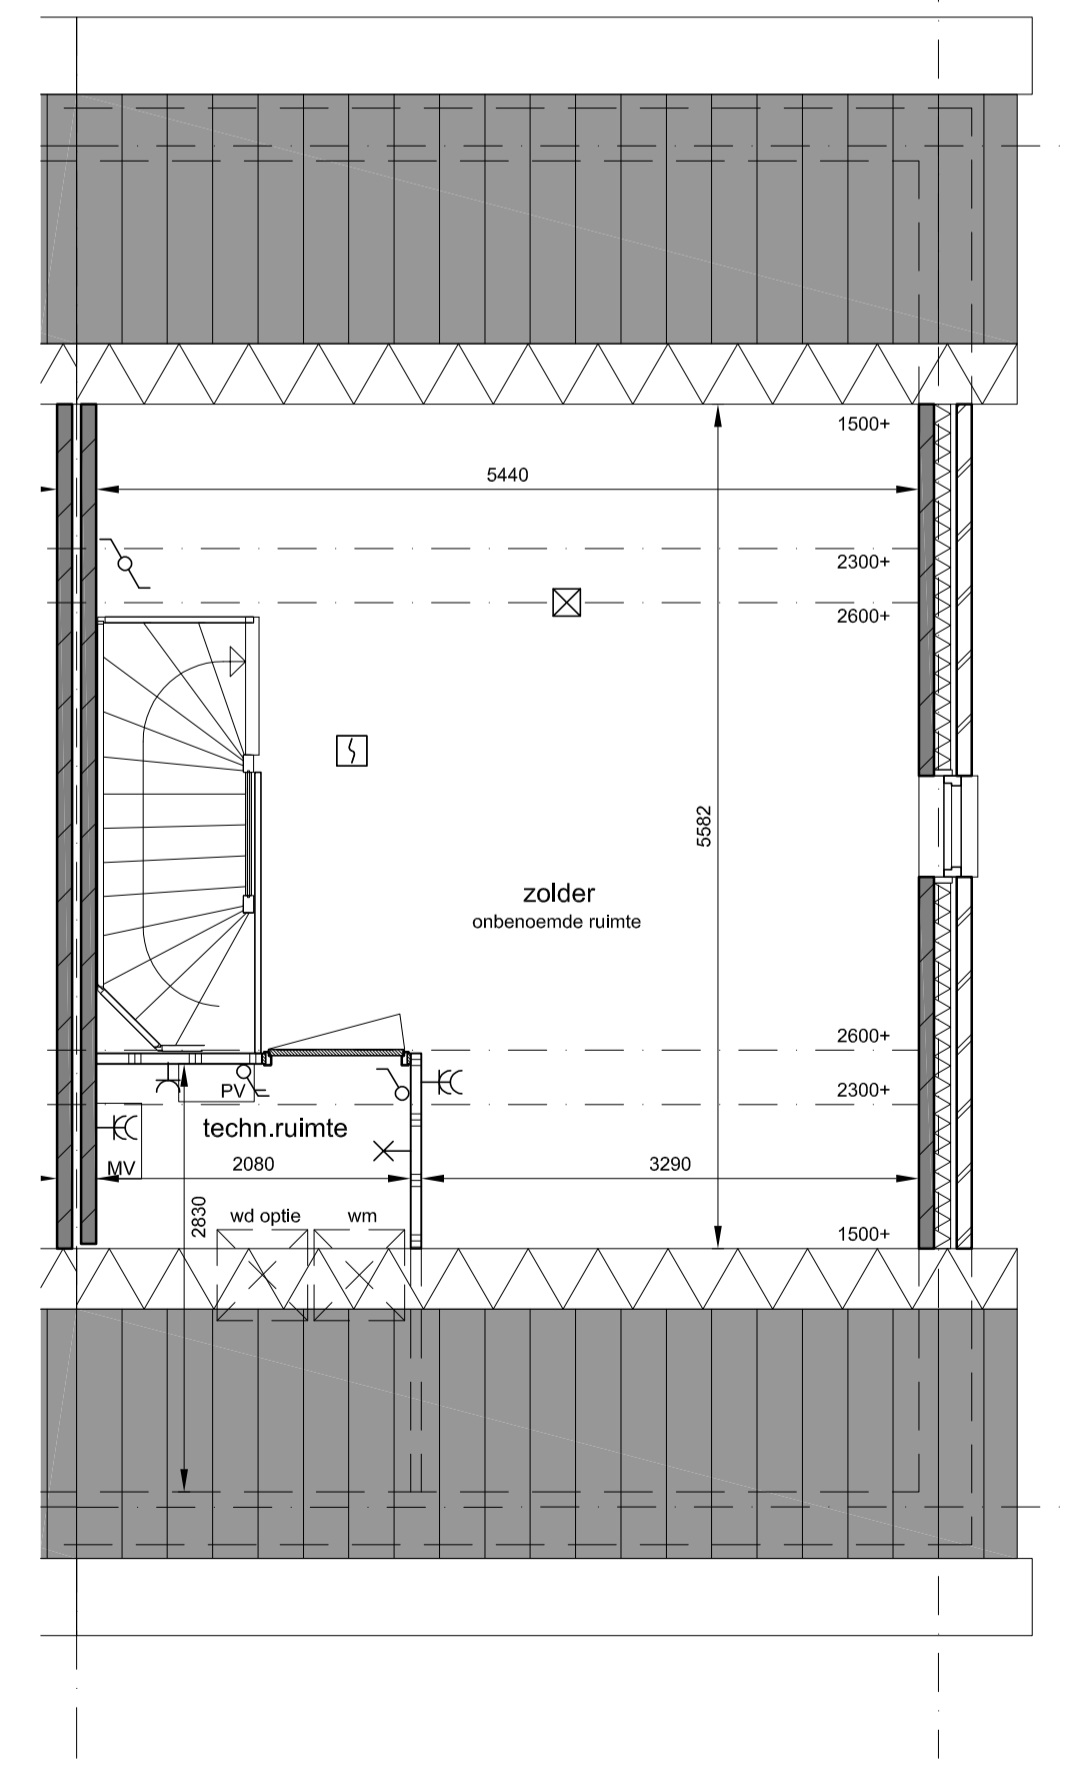 1500+
5440
2300+
2600+
5582
zolder
onbenoemde ruimte
2600+
PV
2300+
techn.ruimte
MV
2080
3290
2830
wd optie
wm
1500+